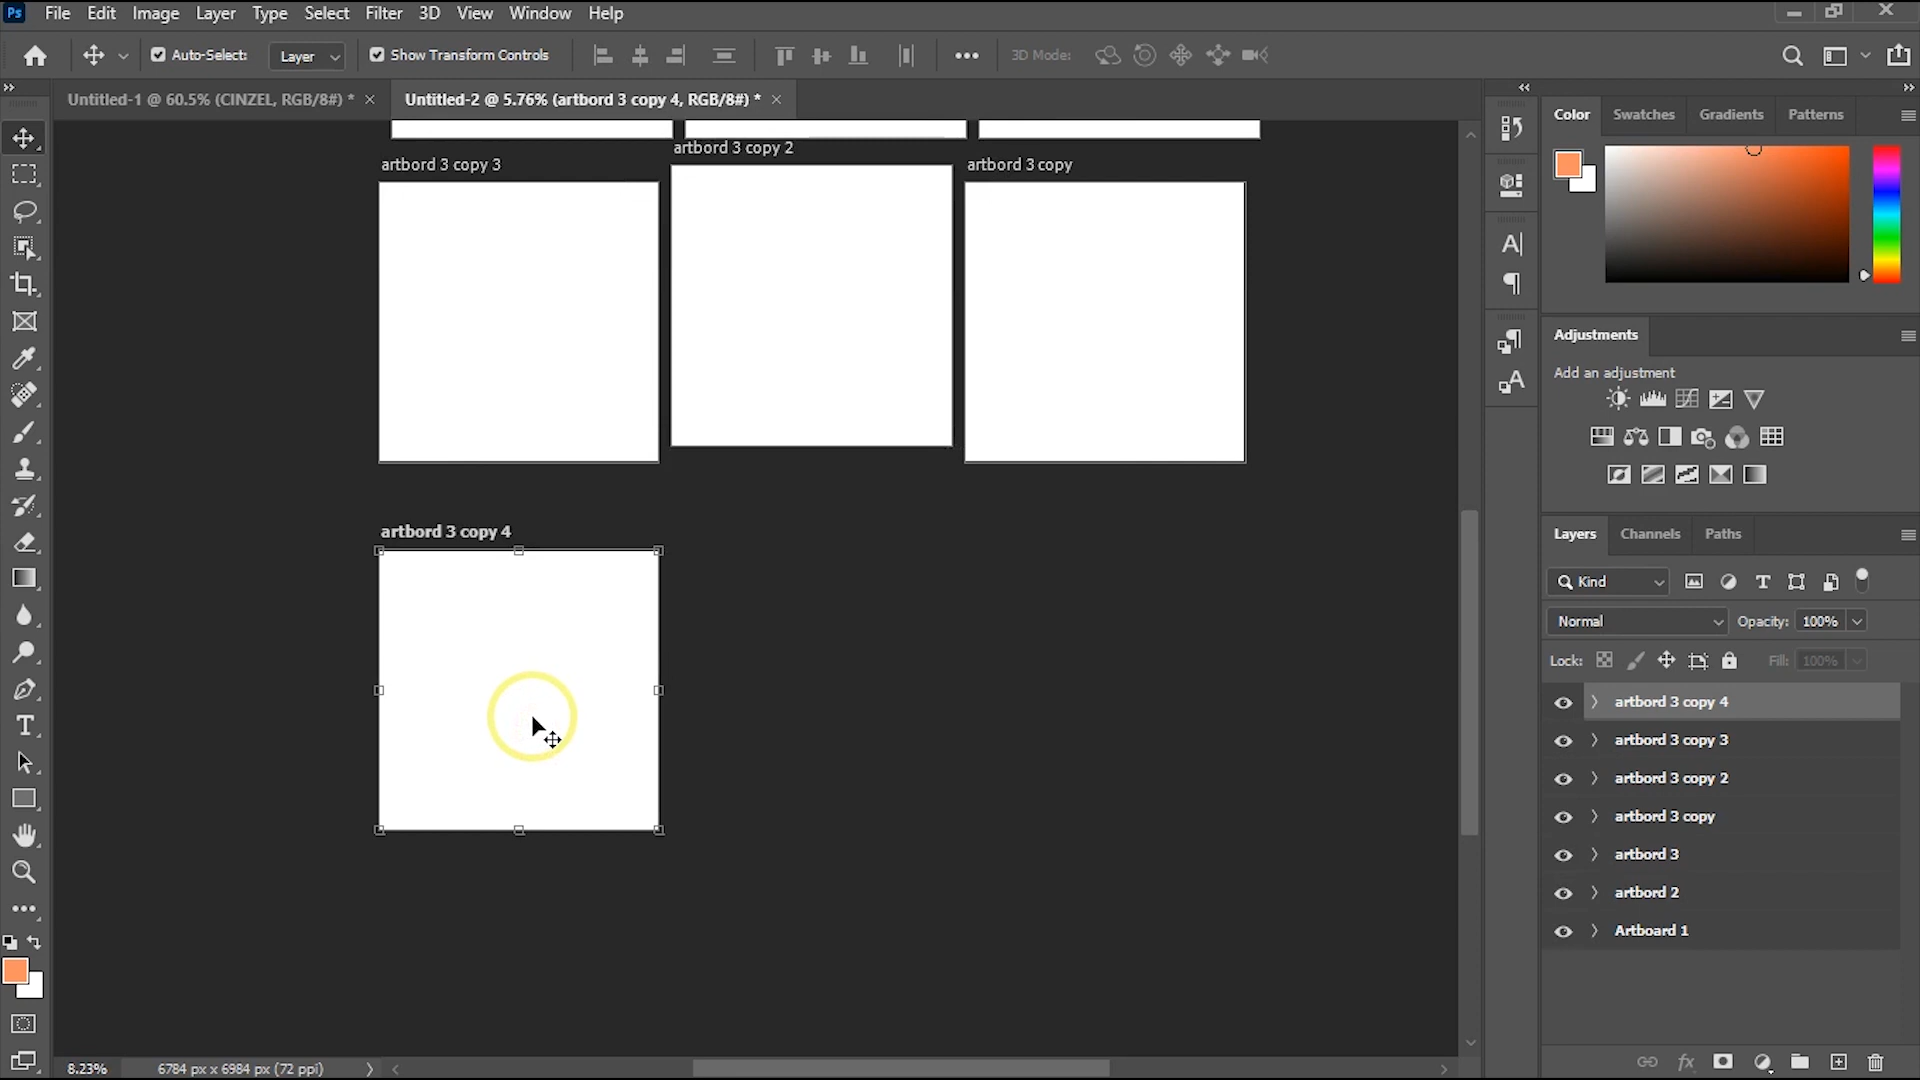 Ps File Edit Image Layer Type Select Filter 3D View Window Help
Auto-Select: Layer Show Transform Controls 3D Mode:
Untitled-1 @ 60.5% (CINZEL, RGB/8#) * Untitled-2 @ 5.76% (artbord 3 copy 4, RGB/8#) *
artbord 3 copy 3
artbord 3 copy 2
artbord 3 copy
artbord 3 copy 4
8.23% 6784 px x 6984 px (72 ppi)
Color Swatches Gradients Patterns
Adjustments
Add an adjustment
Layers Channels Paths
Kind
Normal Opacity: 100%
Lock: Fill: 100%
artbord 3 copy 4
artbord 3 copy 3
artbord 3 copy 2
artbord 3 copy
artbord 3
artbord 2
Artboard 1